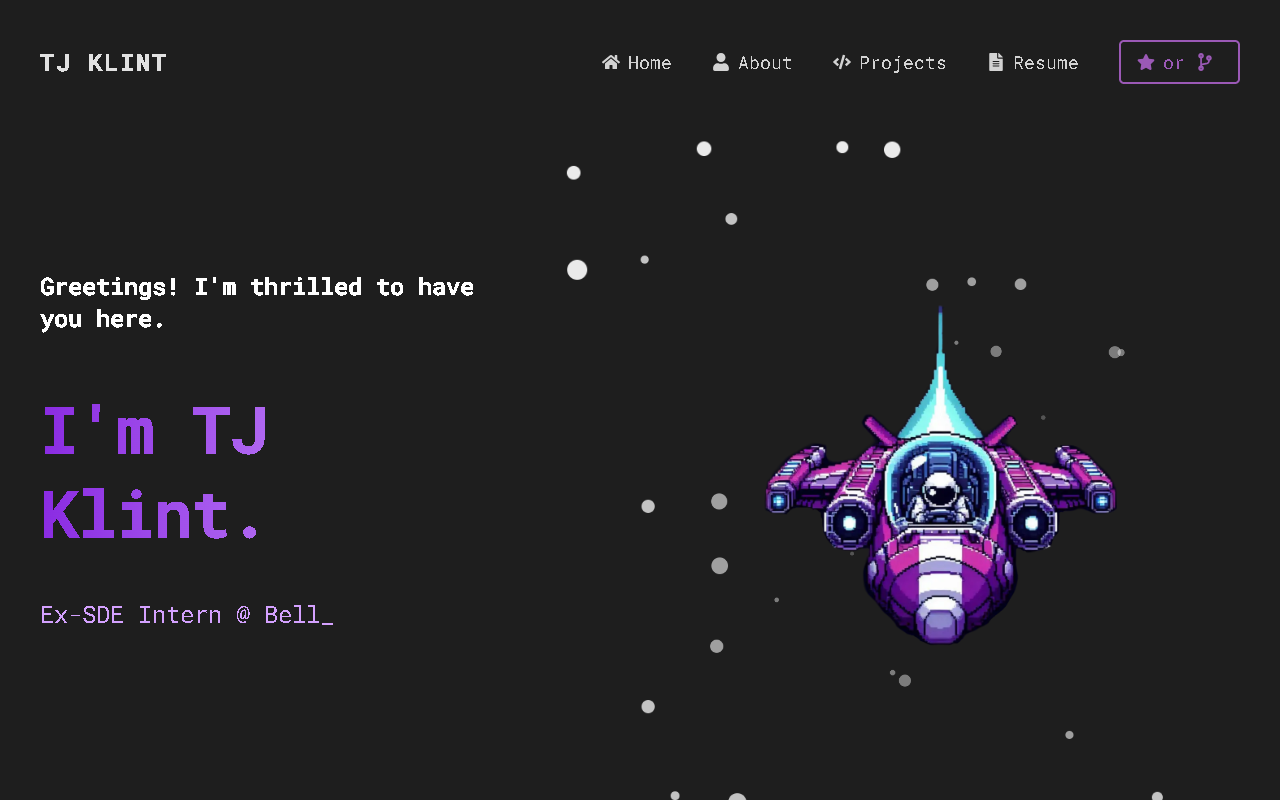 TJ KLINT
Home
About
Projects
Resume
or
Greetings! I'm thrilled to have
you here.
I'm TJ
Klint.
Ex-SDE Intern @ Bell_